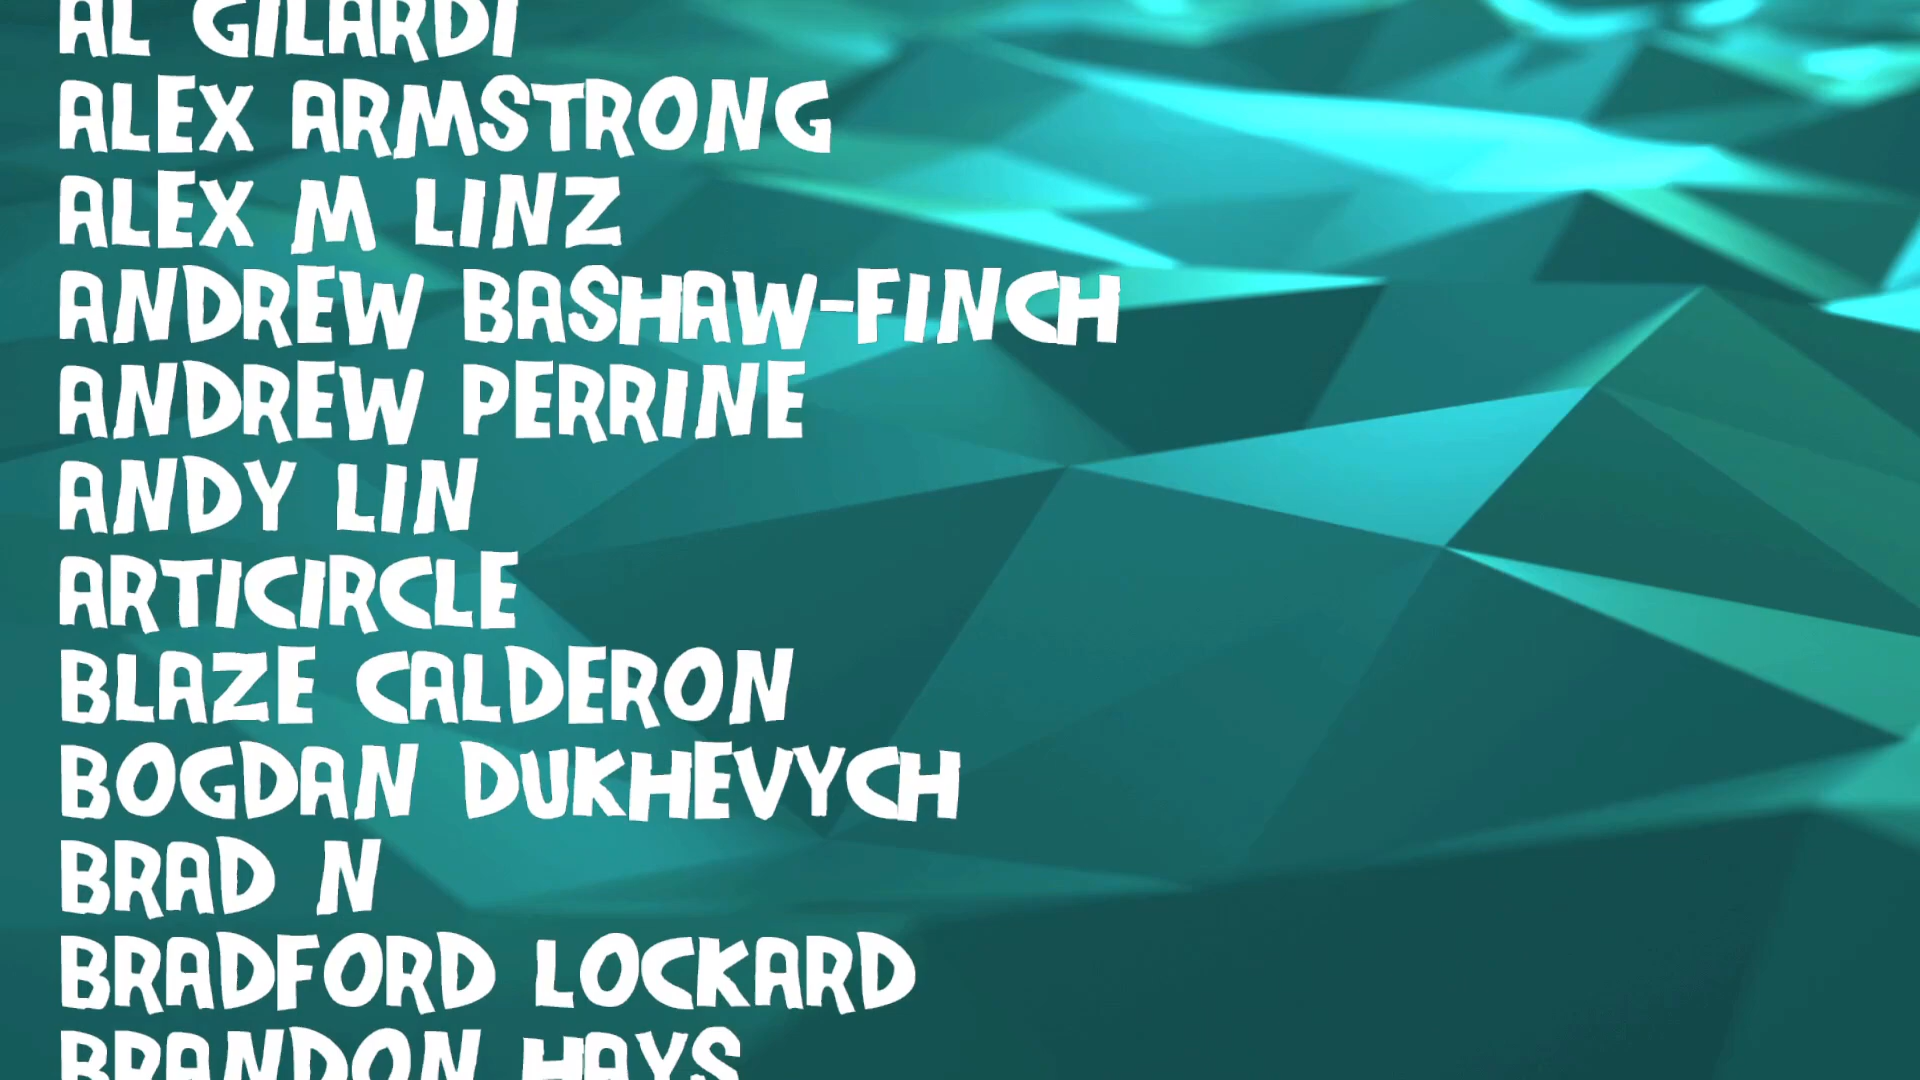 AL GILARDI
ALEX ARMSTRONG
ALEX M LINZ
ANDREW BASHAW-FINCH
ANDREW PERRINE
ANDY LIN
ARTICIRCLE
BLAZE CALDERON
BOGDAN DUKHEVYCH
BRAD N
BRADFORD LOCKARD
BRANDON HAYS